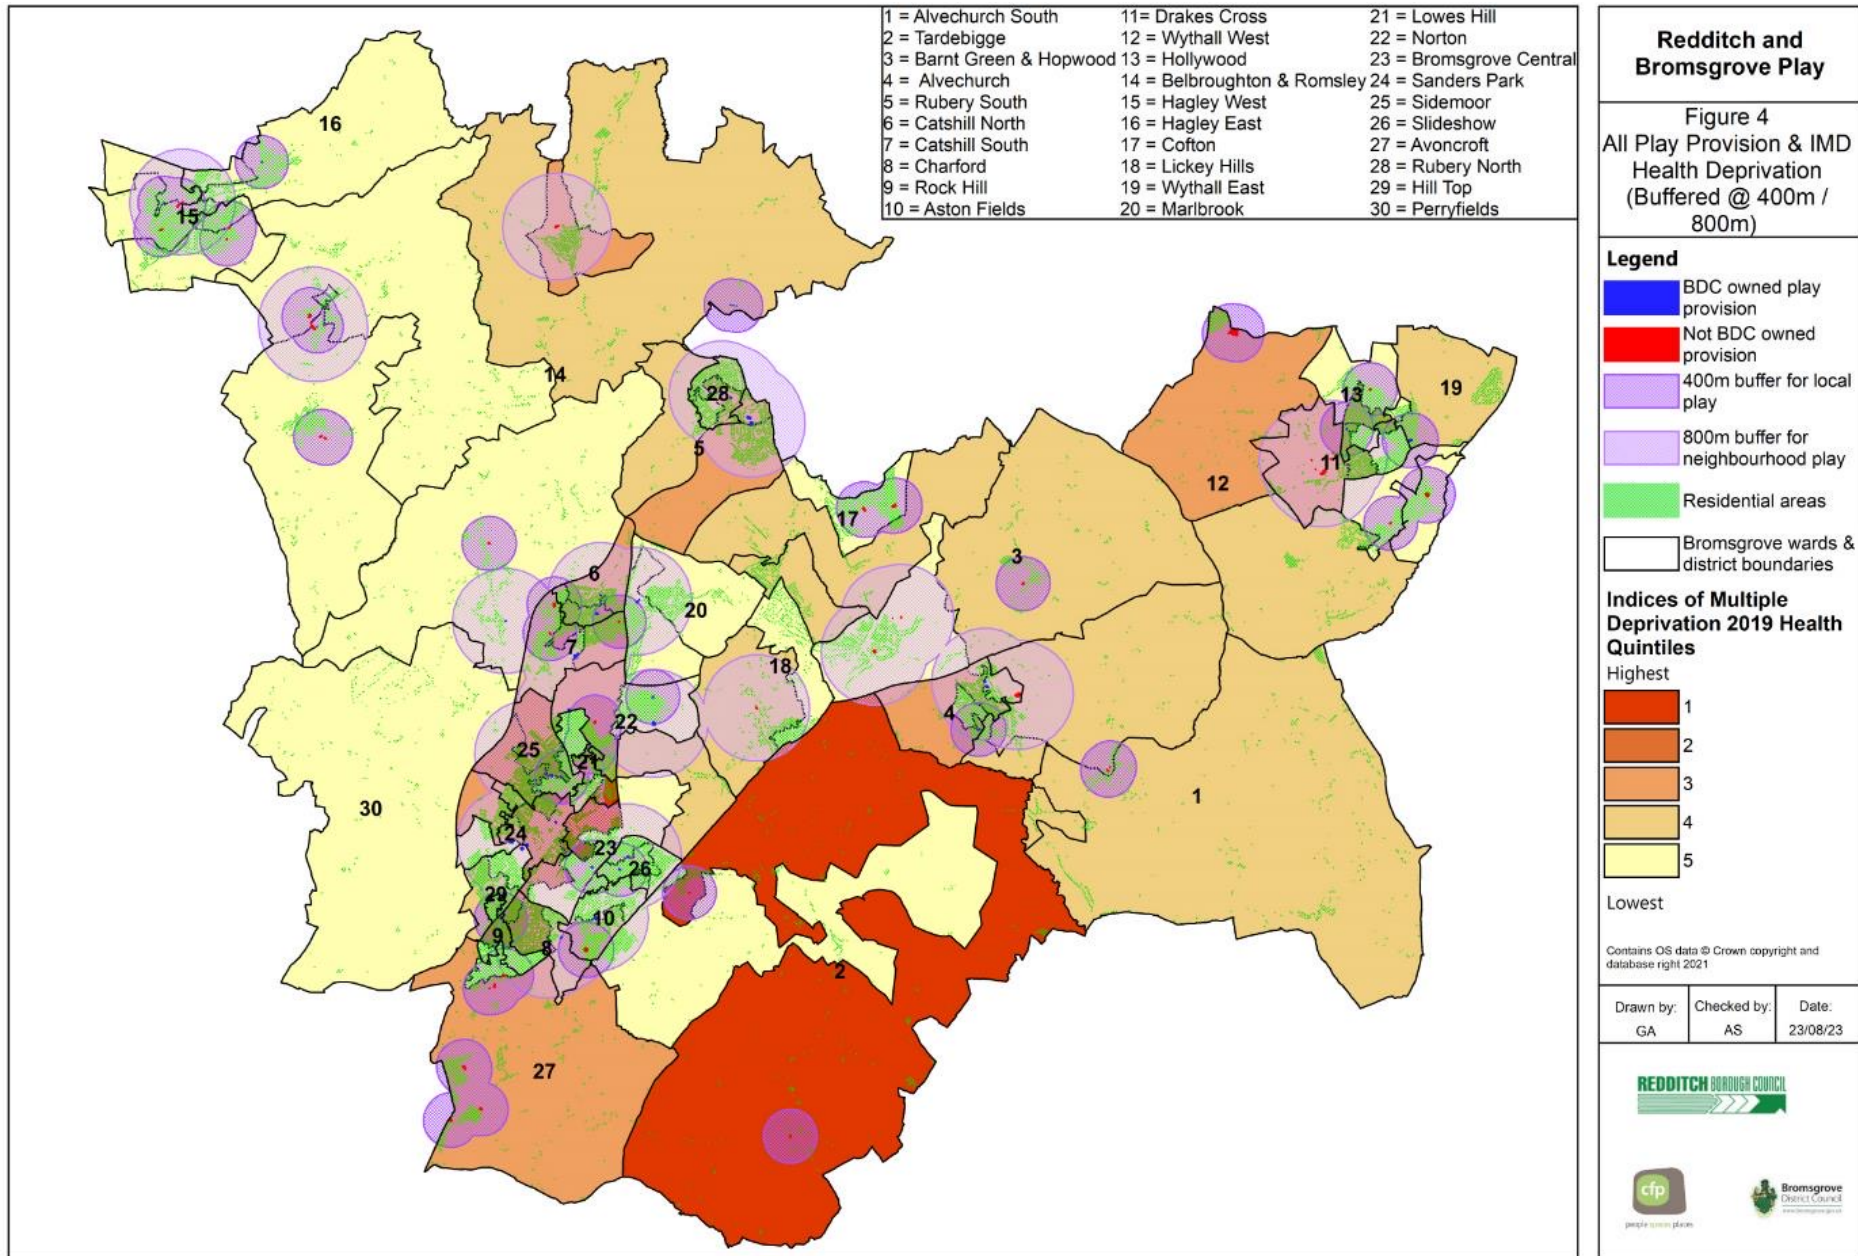 1 = Alvechurch South
2 = Tardebigge
3 = Barnt Green & Hopwood
4 = Alvechurch
5 = Rubery South
6 = Catshill North
7 = Catshill South
8 = Charford
9 = Rock Hill
10 = Aston Fields
11= Drakes Cross
12 = Wythall West
13 = Hollywood
14 = Belbroughton & Romsley
15 = Hagley West
16 = Hagley East
17 = Cofton
18 = Lickey Hills
19 = Wythall East
20 = Marlbrook
21 = Lowes Hill
22 = Norton
23 = Bromsgrove Central
24 = Sanders Park
25 = Sidemoor
26 = Slideshow
27 = Avoncroft
28 = Rubery North
29 = Hill Top
30 = Perryfields
16
15
14
28
5
13
19
11
12
17
3
6
20
7
18
22
4
25
21
1
30
24
23
26
29
10
9
8
2
27
Redditch and
Bromsgrove Play
Figure 4
All Play Provision & IMD
Health Deprivation
(Buffered @ 400m /
800m)
Legend
BDC owned play
provision
Not BDC owned
provision
400m buffer for local
play
800m buffer for
neighbourhood play
Residential areas
Bromsgrove wards &
district boundaries
Indices of Multiple
Deprivation 2019 Health
Quintiles
Highest
1
2
3
4
5
Lowest
Contains OS data © Crown copyright and
database right 2021
Drawn by:
GA
Checked by:
AS
Date:
23/08/23
REDDITCH BOROUGH COUNCIL
cfp
people spaces places
Bromsgrove
District Council
www.bromsgrove.gov.uk